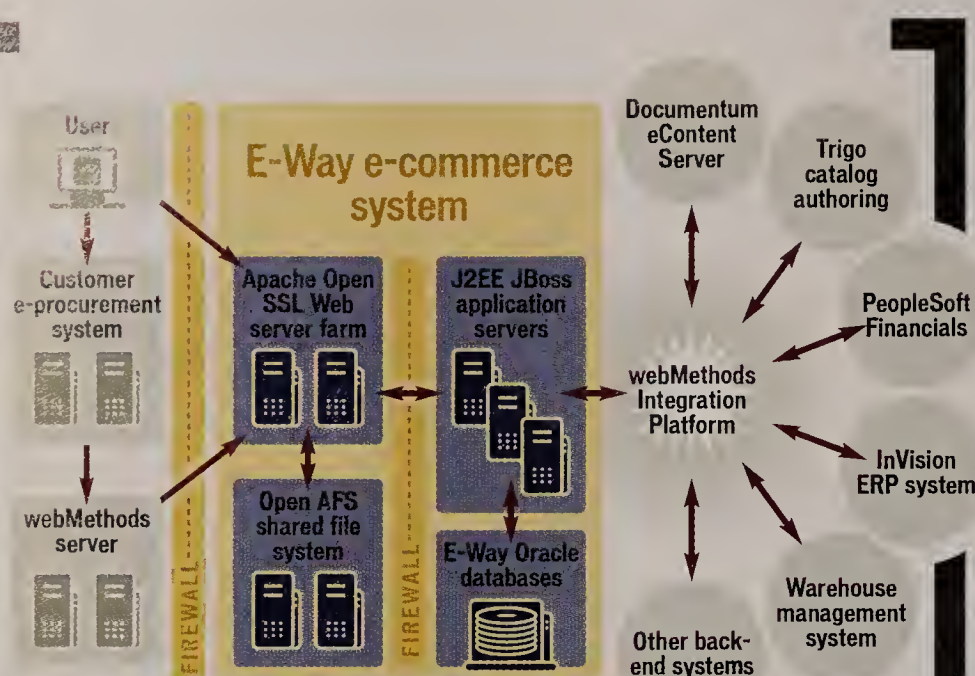 User
Customer
e-procurement
system
webMethods
server
FIREWALL
E-Way e-commerce
system
Apache Open
SSL Web
server farm
Open AFS
shared file
system
FIREWALL
J2EE JBoss
application
servers
E-Way Oracle
databases
webMethods
Integration
Platform
Documentum
eContent
Server
Trigo
catalog
authoring
PeopleSoft
Financials
InVision
ERP system
Warehouse
management
system
Other back-
end systems